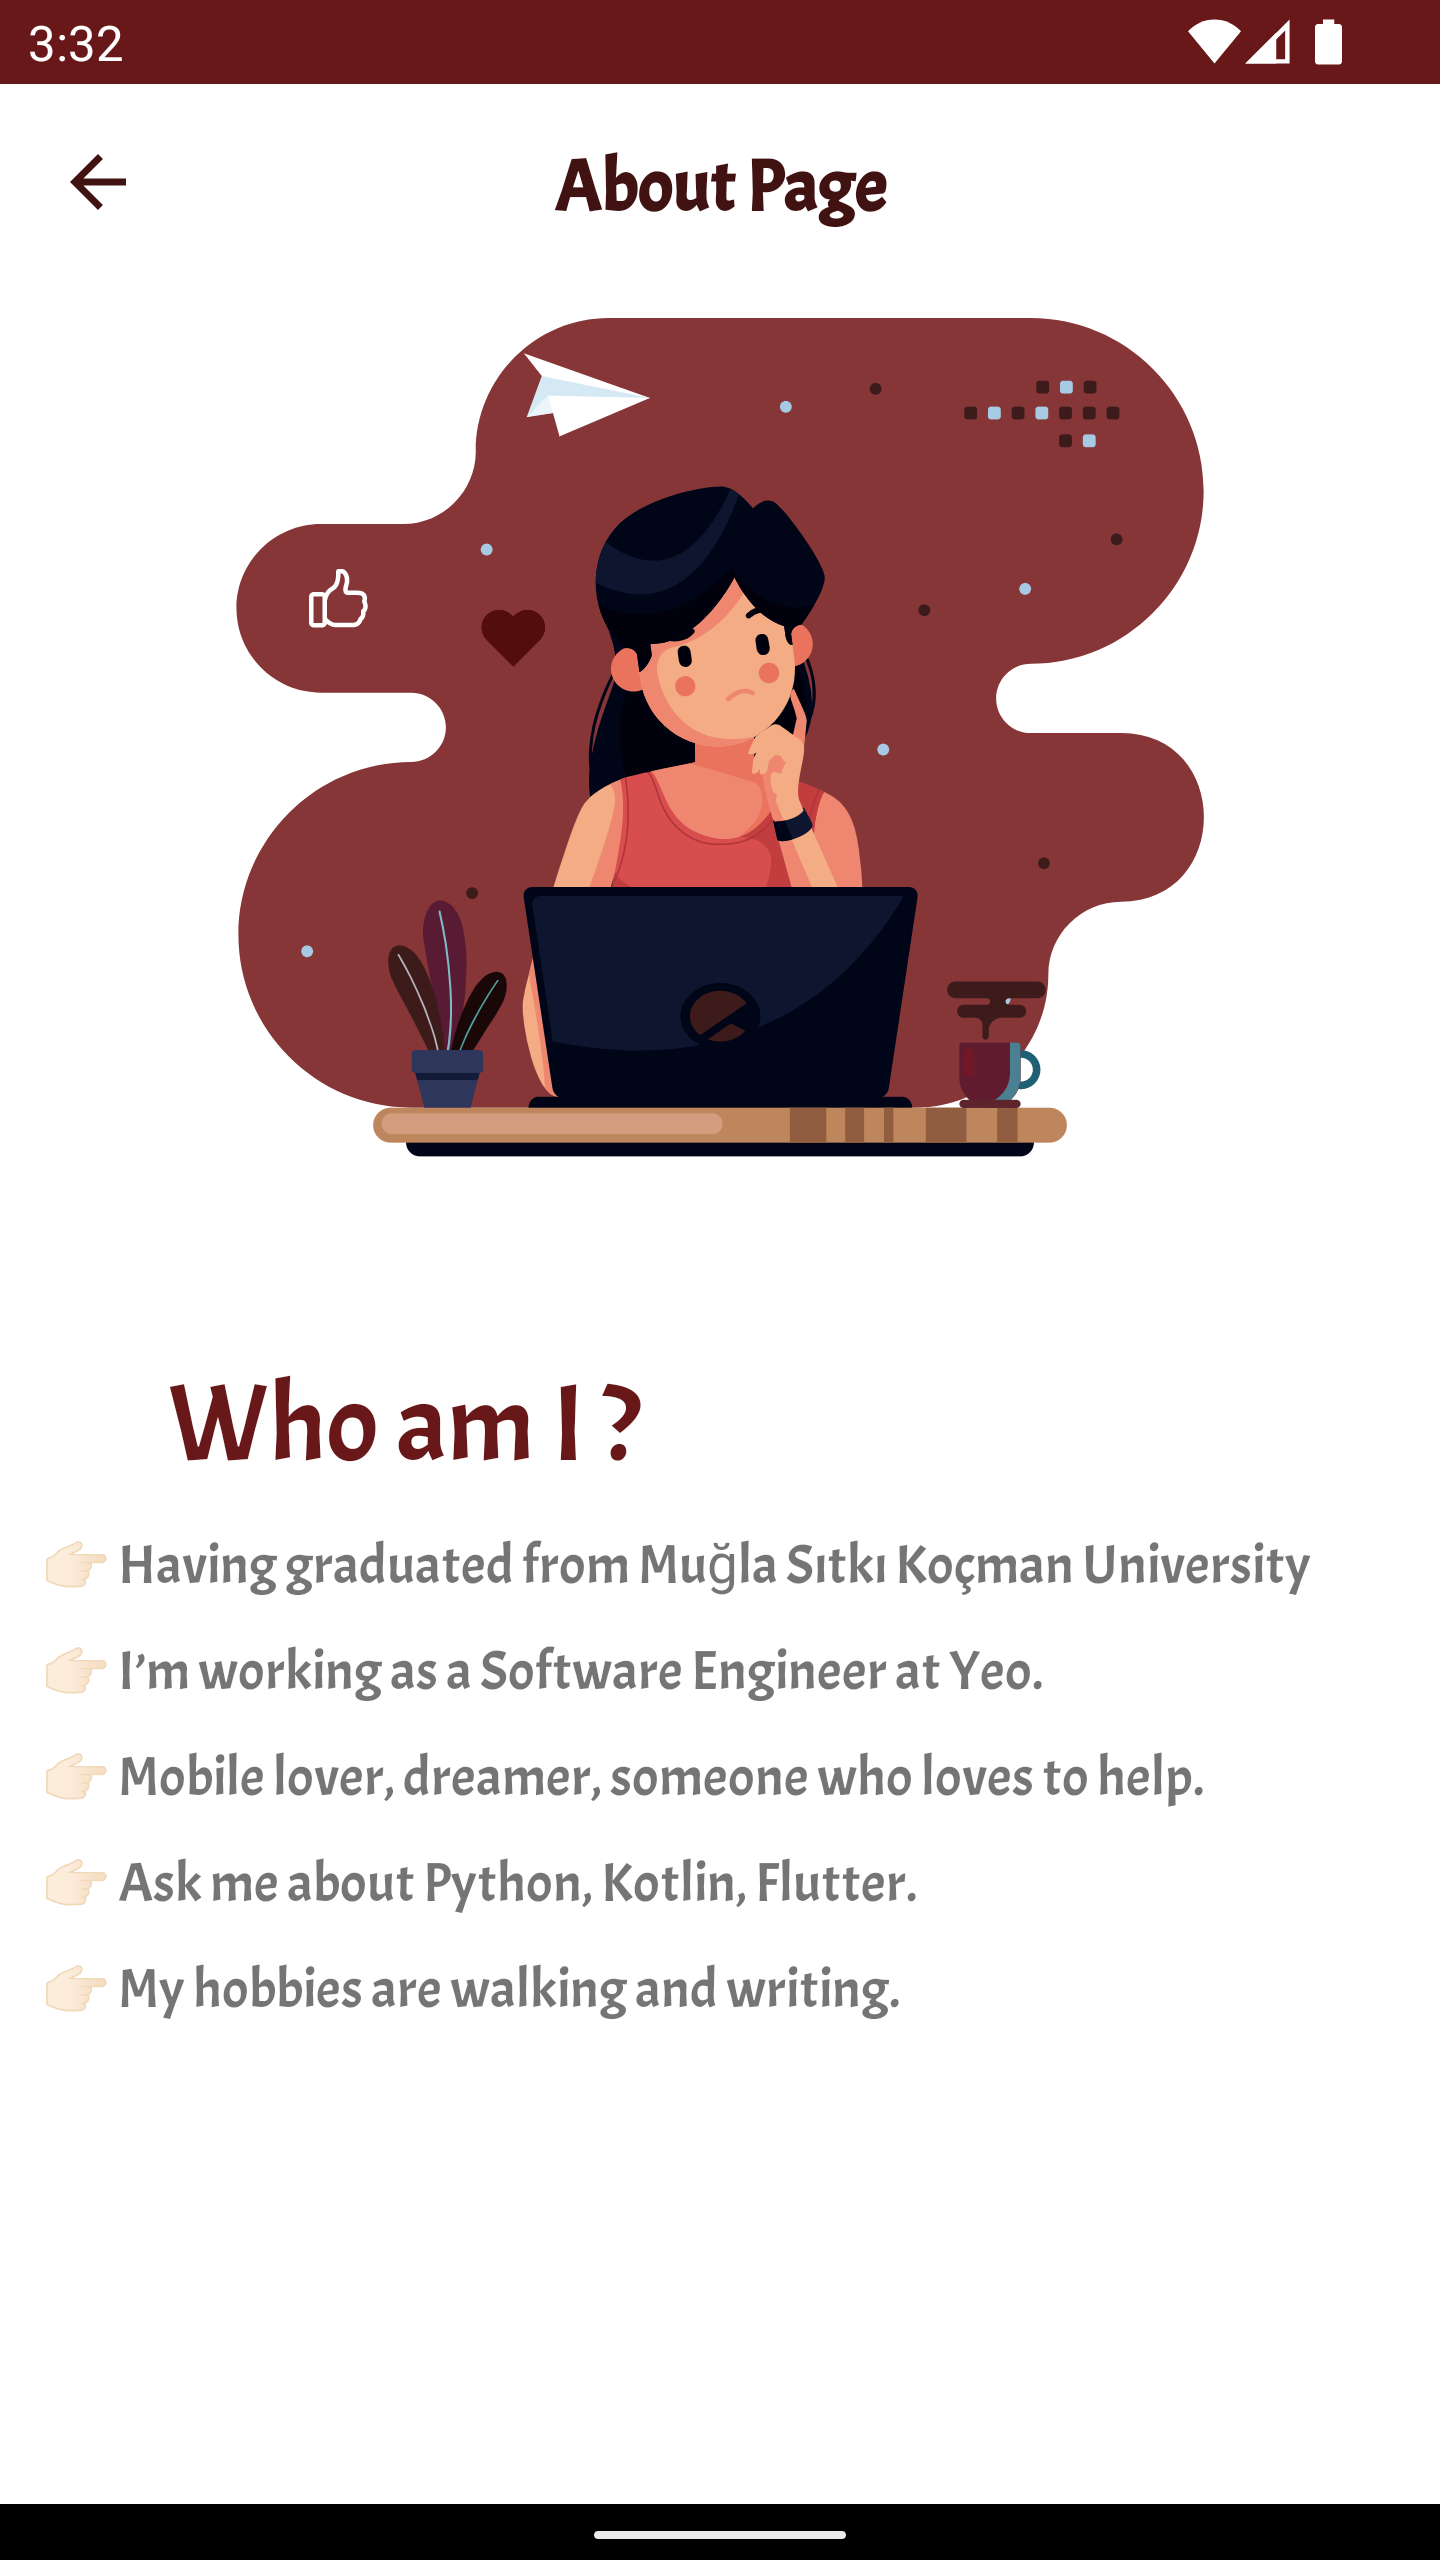 3:32
About Page
Who am I ?
👉🏻 Having graduated from Muğla Sıtkı Koçman University
👉🏻 I’m working as a Software Engineer at Yeo.
👉🏻 Mobile lover, dreamer, someone who loves to help.
👉🏻 Ask me about Python, Kotlin, Flutter.
👉🏻 My hobbies are walking and writing.